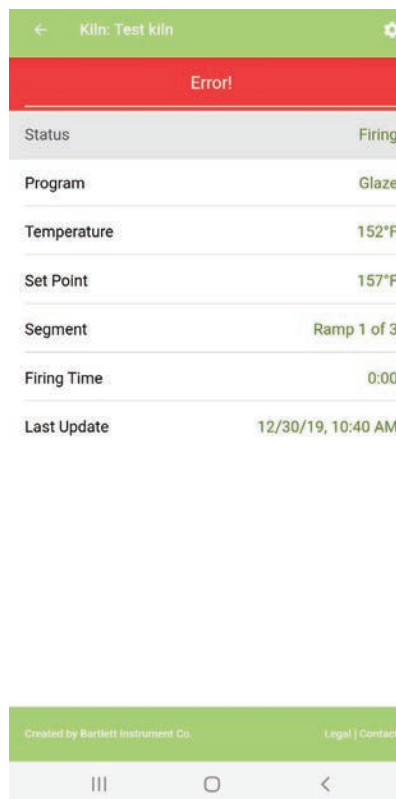 Kiln: Test kiln
Error!
Status Firing
Program Glaze
Temperature 152°F
Set Point 157°F
Segment Ramp 1 of 3
Firing Time 0:00
Last Update 12/30/19, 10:40 AM
Created by Bartlett Instrument Co. Legal | Contact